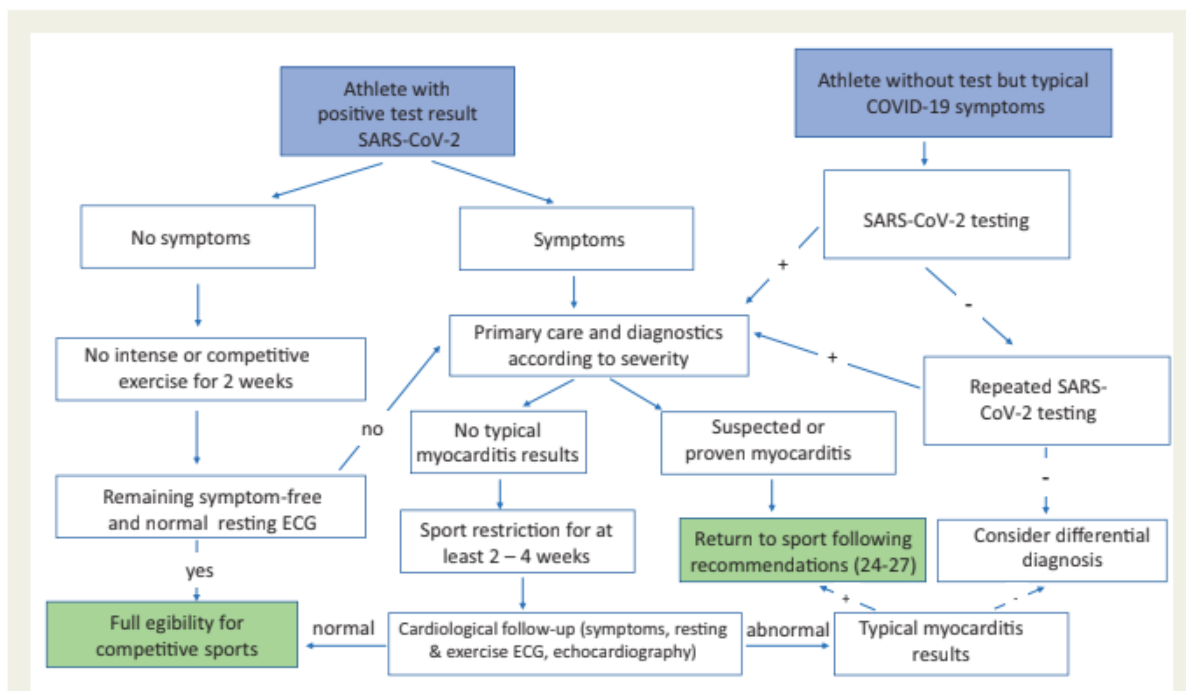 Athlete with
positive test result
SARS-CoV-2
Athlete without test but typical
COVID-19 symptoms
No symptoms
Symptoms
SARS-CoV-2 testing
+
-
No intense or competitive
exercise for 2 weeks
Primary care and diagnostics
according to severity
+
Repeated SARS-
CoV-2 testing
no
No typical
myocarditis results
Suspected or
proven myocarditis
-
Remaining symptom-free
and normal resting ECG
Sport restriction for at
least 2 – 4 weeks
Return to sport following
recommendations (24-27)
Consider differential
diagnosis
yes
+
-
Full egibility for
competitive sports
normal
Cardiological follow-up (symptoms, resting
& exercise ECG, echocardiography)
abnormal
Typical myocarditis
results